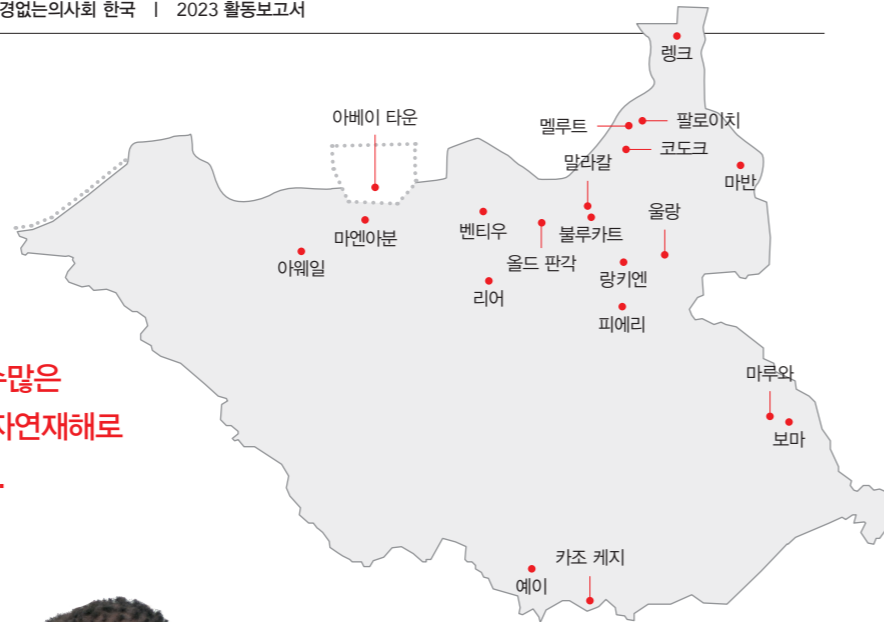 경없는의사회 한국 | 2023 활동보고서
렝크
아베이 타운
멜루트
팔로이치
코도크
말라칼
마반
울랑
마엔아분
벤티우
불루카트
아웨일
올드 판각
랑키엔
리어
피에리
많은
자연재해로
.
마루와
보마
카조 케지
예이